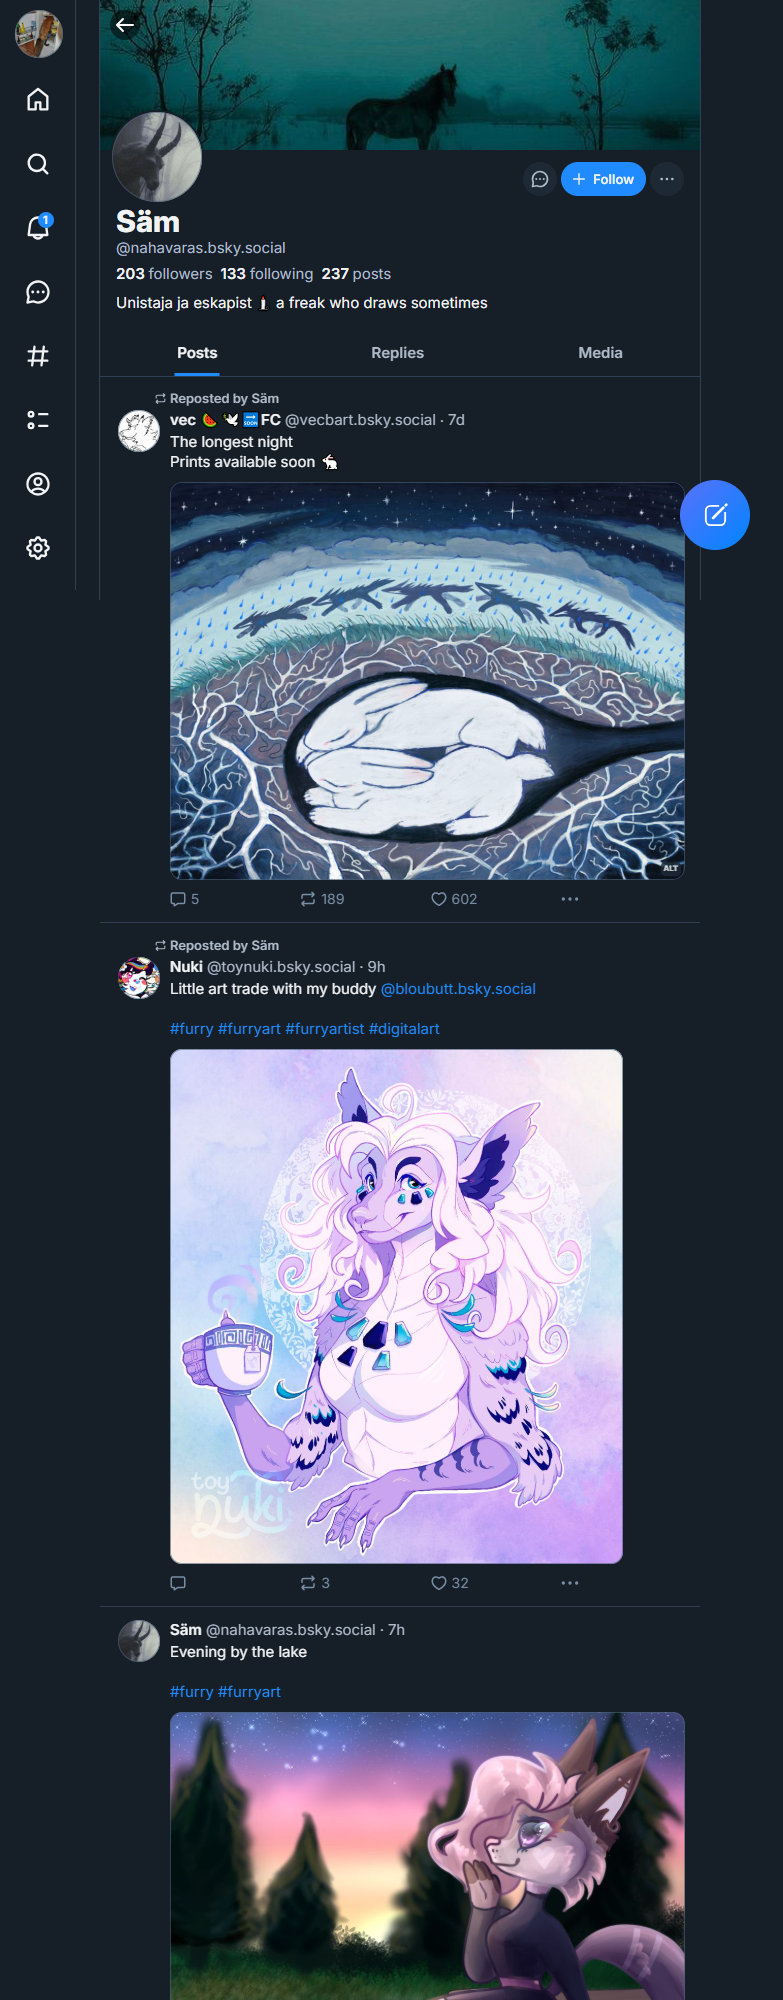 1
Follow
Säm
@nahavaras.bsky.social
203 followers 133 following 237 posts
Unistaja ja eskapist 🕯 a freak who draws sometimes
Posts Replies Media
Reposted by Säm
vec 🍉 🕊 🔜FC @vecbart.bsky.social · 7d
The longest night
Prints available soon 🐇
ALT
5 189 602
Reposted by Säm
Nuki @toynuki.bsky.social · 9h
Little art trade with my buddy @bloubutt.bsky.social
#furry #furryart #furryartist #digitalart
toy
nuki
3 32
Säm @nahavaras.bsky.social · 7h
Evening by the lake
#furry #furryart